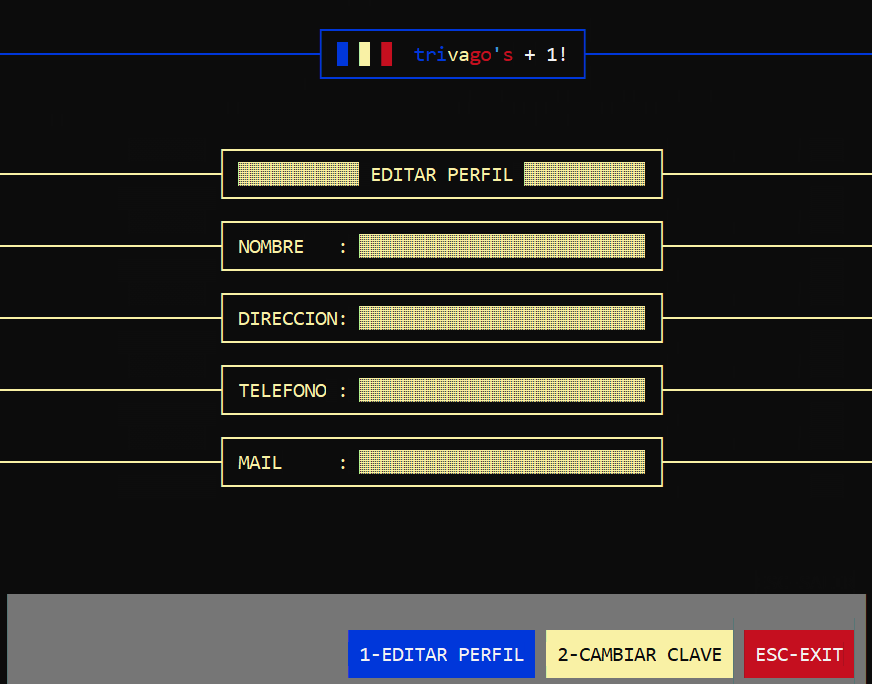 trivago's + 1!
EDITAR PERFIL
NOMBRE :
DIRECCION:
TELEFONO :
MAIL :
1-EDITAR PERFIL 2-CAMBIAR CLAVE ESC-EXIT